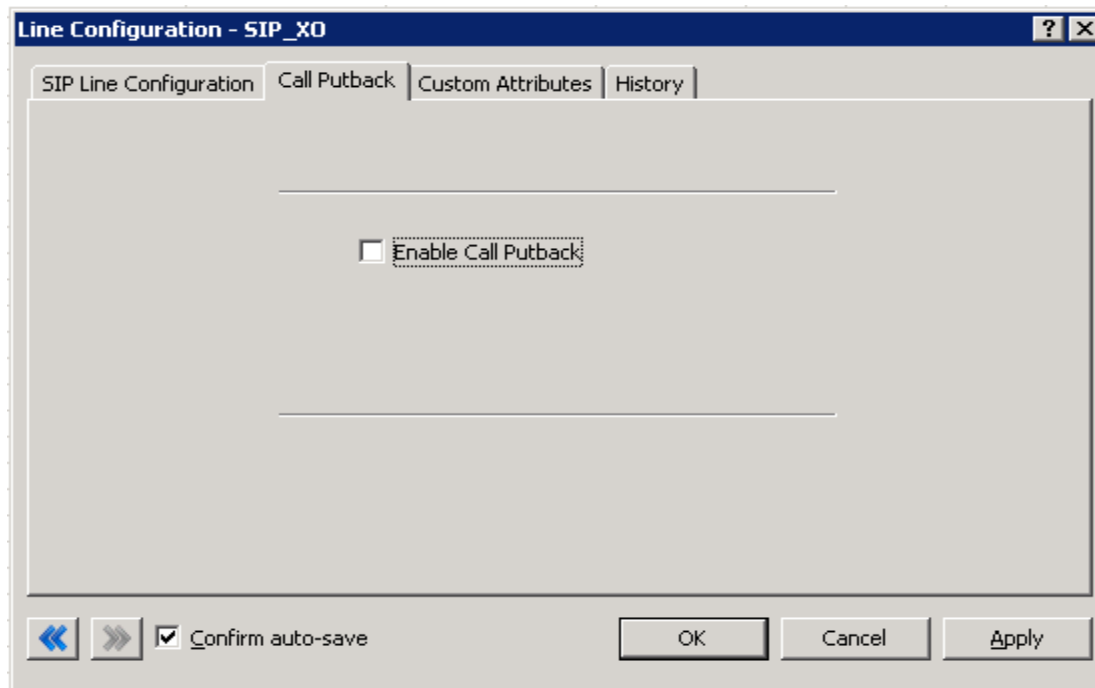 Line Configuration - SIP_XO
SIP Line Configuration Call Putback Custom Attributes History
Enable Call Putback
Confirm auto-save OK Cancel Apply